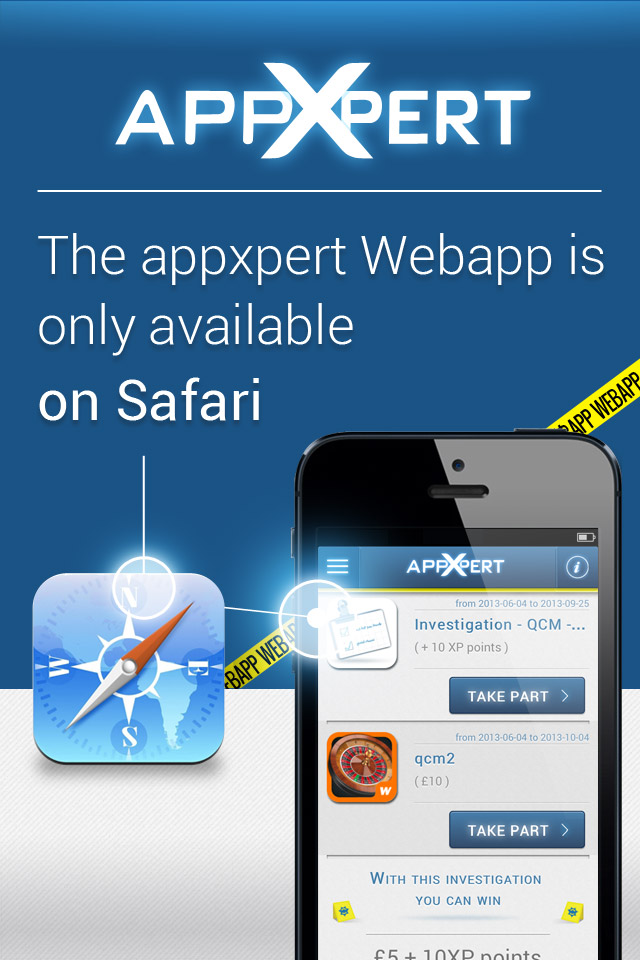 APPXPERT
The appxpert Webapp is
only available
on Safari
APP WEBAPP
N
W
E
S
APP WEB
APPXPERT
i
from 2013-06-04 to 2013-09-25
Investigation - QCM -...
( + 10 XP points )
TAKE PART
from 2013-06-04 to 2013-10-04
qcm2
( £10 )
w
TAKE PART
WITH THIS INVESTIGATION
YOU CAN WIN
£5 + 10XP points